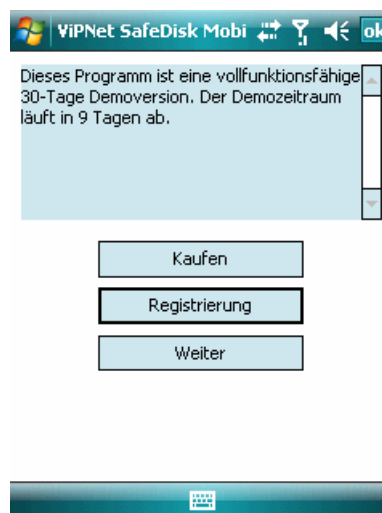 ViPNet SafeDisk Mobi
ok
Dieses Programm ist eine vollfunktionsfähige
30-Tage Demoversion. Der Demozeitraum
läuft in 9 Tagen ab.
Kaufen
Registrierung
Weiter